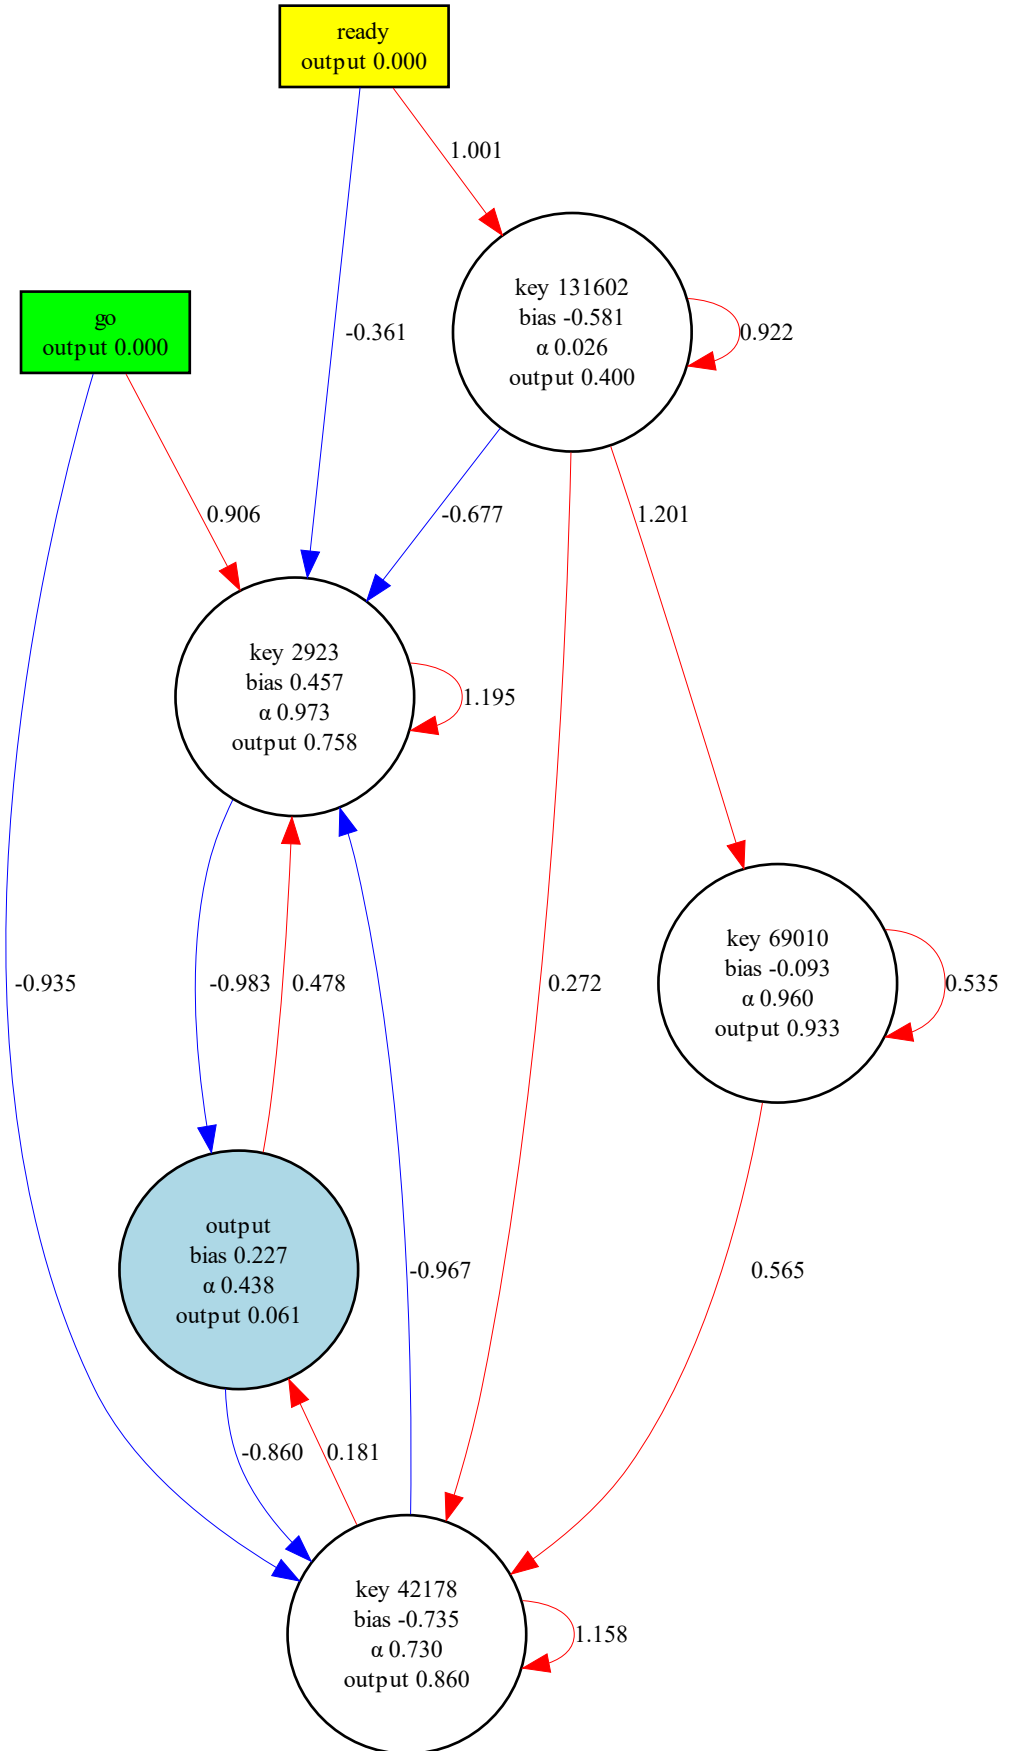 ready
output 0.000
1.001
key 131602
bias -0.581
α 0.026
output 0.400
0.922
go
output 0.000
-0.361
0.906
-0.677
1.201
key 2923
bias 0.457
α 0.973
output 0.758
1.195
key 69010
bias -0.093
α 0.960
output 0.933
0.535
-0.935
-0.983
0.478
0.272
output
bias 0.227
α 0.438
output 0.061
-0.967
0.565
-0.860
0.181
key 42178
bias -0.735
α 0.730
output 0.860
1.158